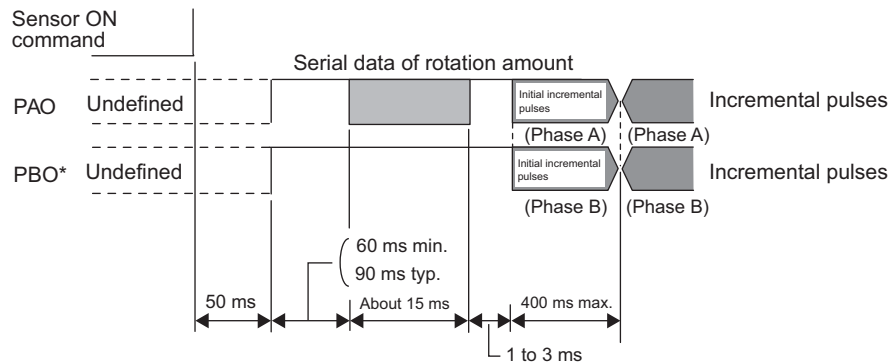 Sensor ON
command
Serial data of rotation amount
PAO
Undefined
Initial incremental
pulses
Incremental pulses
(Phase A)
(Phase A)
PBO*
Undefined
Initial incremental
pulses
Incremental pulses
(Phase B)
(Phase B)
60 ms min.
90 ms typ.
50 ms
About 15 ms
400 ms max.
1 to 3 ms